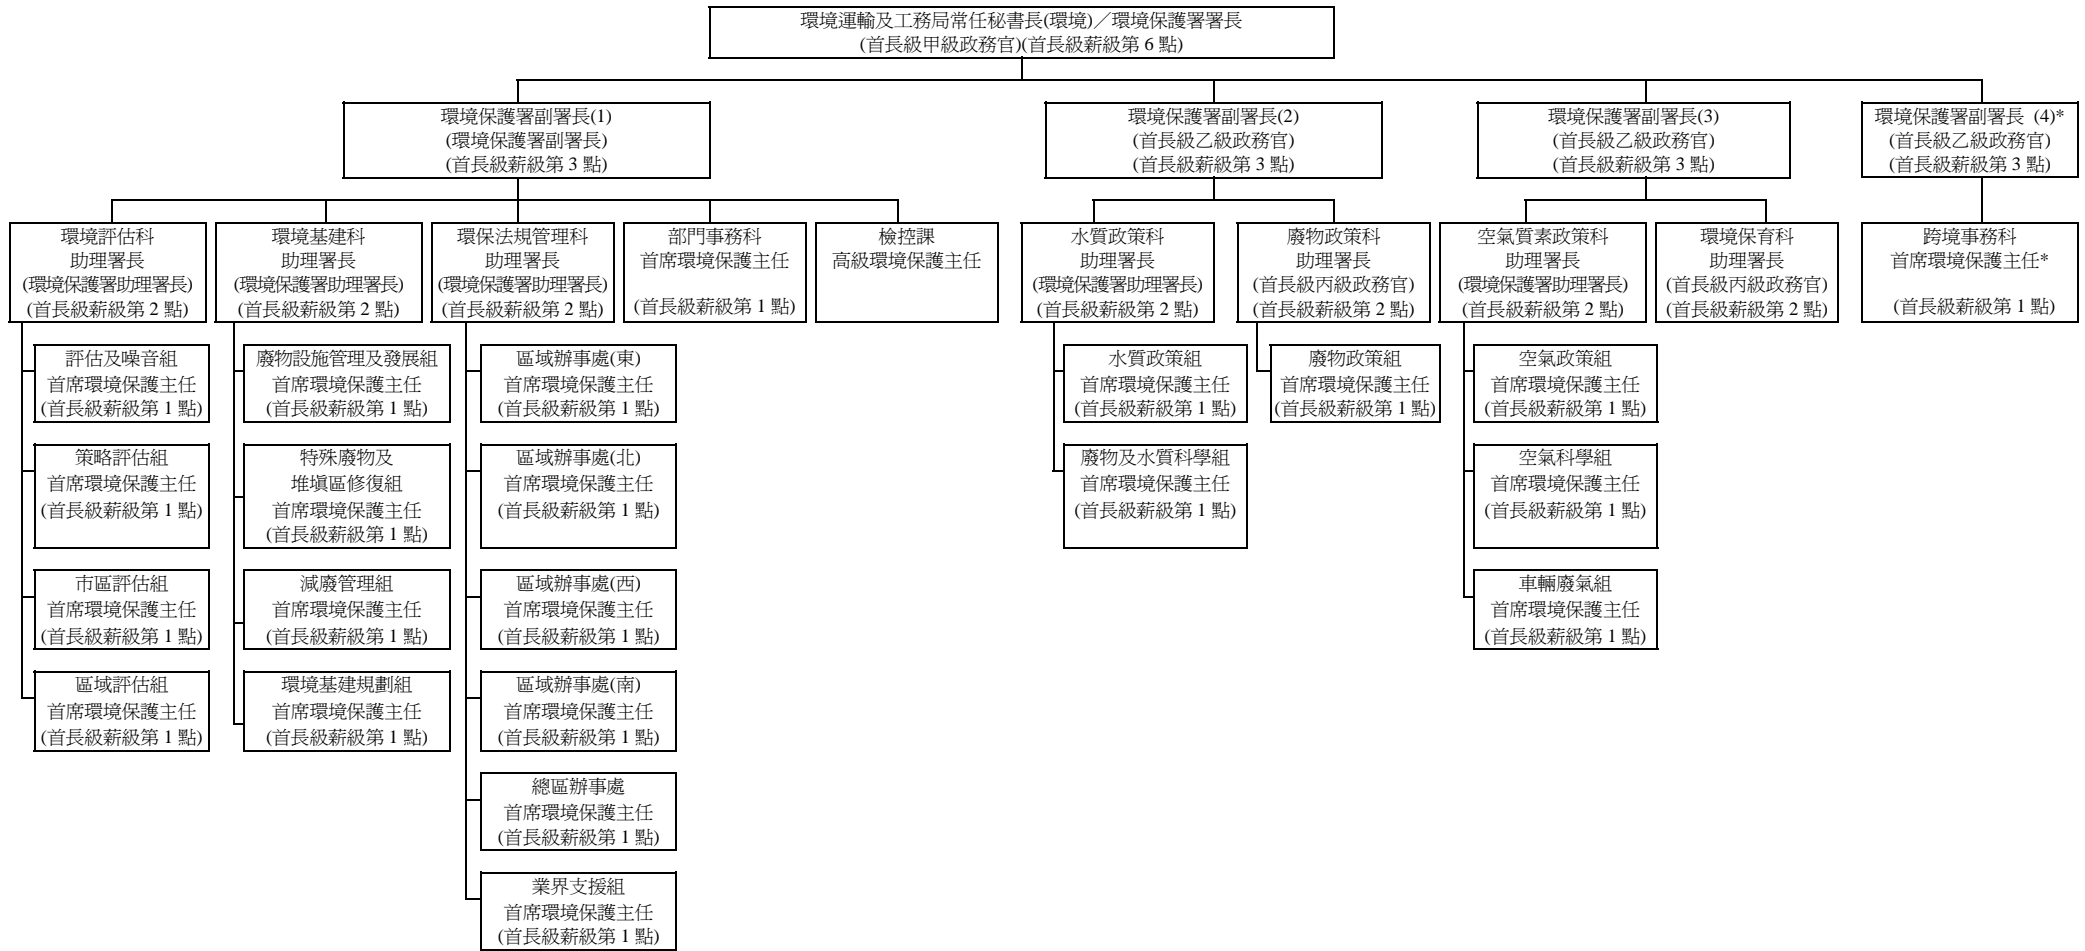 環境運輸及工務局常任秘書長(環境)／環境保護署署長
(首長級甲級政務官)(首長級薪級第 6 點)
環境保護署副署長(1)
(環境保護署副署長)
(首長級薪級第 3 點)
環境保護署副署長(2)
(首長級乙級政務官)
(首長級薪級第 3 點)
環境保護署副署長(3)
(首長級乙級政務官)
(首長級薪級第 3 點)
環境保護署副署長 (4)*
(首長級乙級政務官)
(首長級薪級第 3 點)
環境評估科
助理署長
(環境保護署助理署長)
(首長級薪級第 2 點)
環境基建科
助理署長
(環境保護署助理署長)
(首長級薪級第 2 點)
環保法規管理科
助理署長
(環境保護署助理署長)
(首長級薪級第 2 點)
部門事務科
首席環境保護主任
(首長級薪級第 1 點)
檢控課
高級環境保護主任
水質政策科
助理署長
(環境保護署助理署長)
(首長級薪級第 2 點)
廢物政策科
助理署長
(首長級丙級政務官)
(首長級薪級第 2 點)
空氣質素政策科
助理署長
(環境保護署助理署長)
(首長級薪級第 2 點)
環境保育科
助理署長
(首長級丙級政務官)
(首長級薪級第 2 點)
跨境事務科
首席環境保護主任*
(首長級薪級第 1 點)
評估及噪音組
首席環境保護主任
(首長級薪級第 1 點)
策略評估組
首席環境保護主任
(首長級薪級第 1 點)
市區評估組
首席環境保護主任
(首長級薪級第 1 點)
區域評估組
首席環境保護主任
(首長級薪級第 1 點)
廢物設施管理及發展組
首席環境保護主任
(首長級薪級第 1 點)
特殊廢物及
堆塡區修復組
首席環境保護主任
(首長級薪級第 1 點)
減廢管理組
首席環境保護主任
(首長級薪級第 1 點)
環境基建規劃組
首席環境保護主任
(首長級薪級第 1 點)
區域辦事處(東)
首席環境保護主任
(首長級薪級第 1 點)
區域辦事處(北)
首席環境保護主任
(首長級薪級第 1 點)
區域辦事處(西)
首席環境保護主任
(首長級薪級第 1 點)
區域辦事處(南)
首席環境保護主任
(首長級薪級第 1 點)
總區辦事處
首席環境保護主任
(首長級薪級第 1 點)
業界支援組
首席環境保護主任
(首長級薪級第 1 點)
水質政策組
首席環境保護主任
(首長級薪級第 1 點)
廢物及水質科學組
首席環境保護主任
(首長級薪級第 1 點)
廢物政策組
首席環境保護主任
(首長級薪級第 1 點)
空氣政策組
首席環境保護主任
(首長級薪級第 1 點)
空氣科學組
首席環境保護主任
(首長級薪級第 1 點)
車輛廢氣組
首席環境保護主任
(首長級薪級第 1 點)